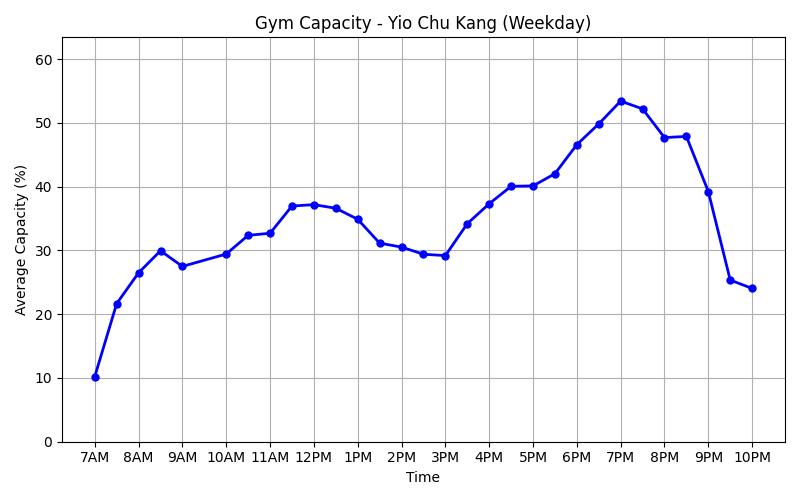 Gym Capacity - Yio Chu Kang (Weekday)
Average Capacity (%)
60
50
40
30
20
10
0
7AM 8AM 9AM 10AM 11AM 12PM 1PM 2PM 3PM 4PM 5PM 6PM 7PM 8PM 9PM 10PM
Time